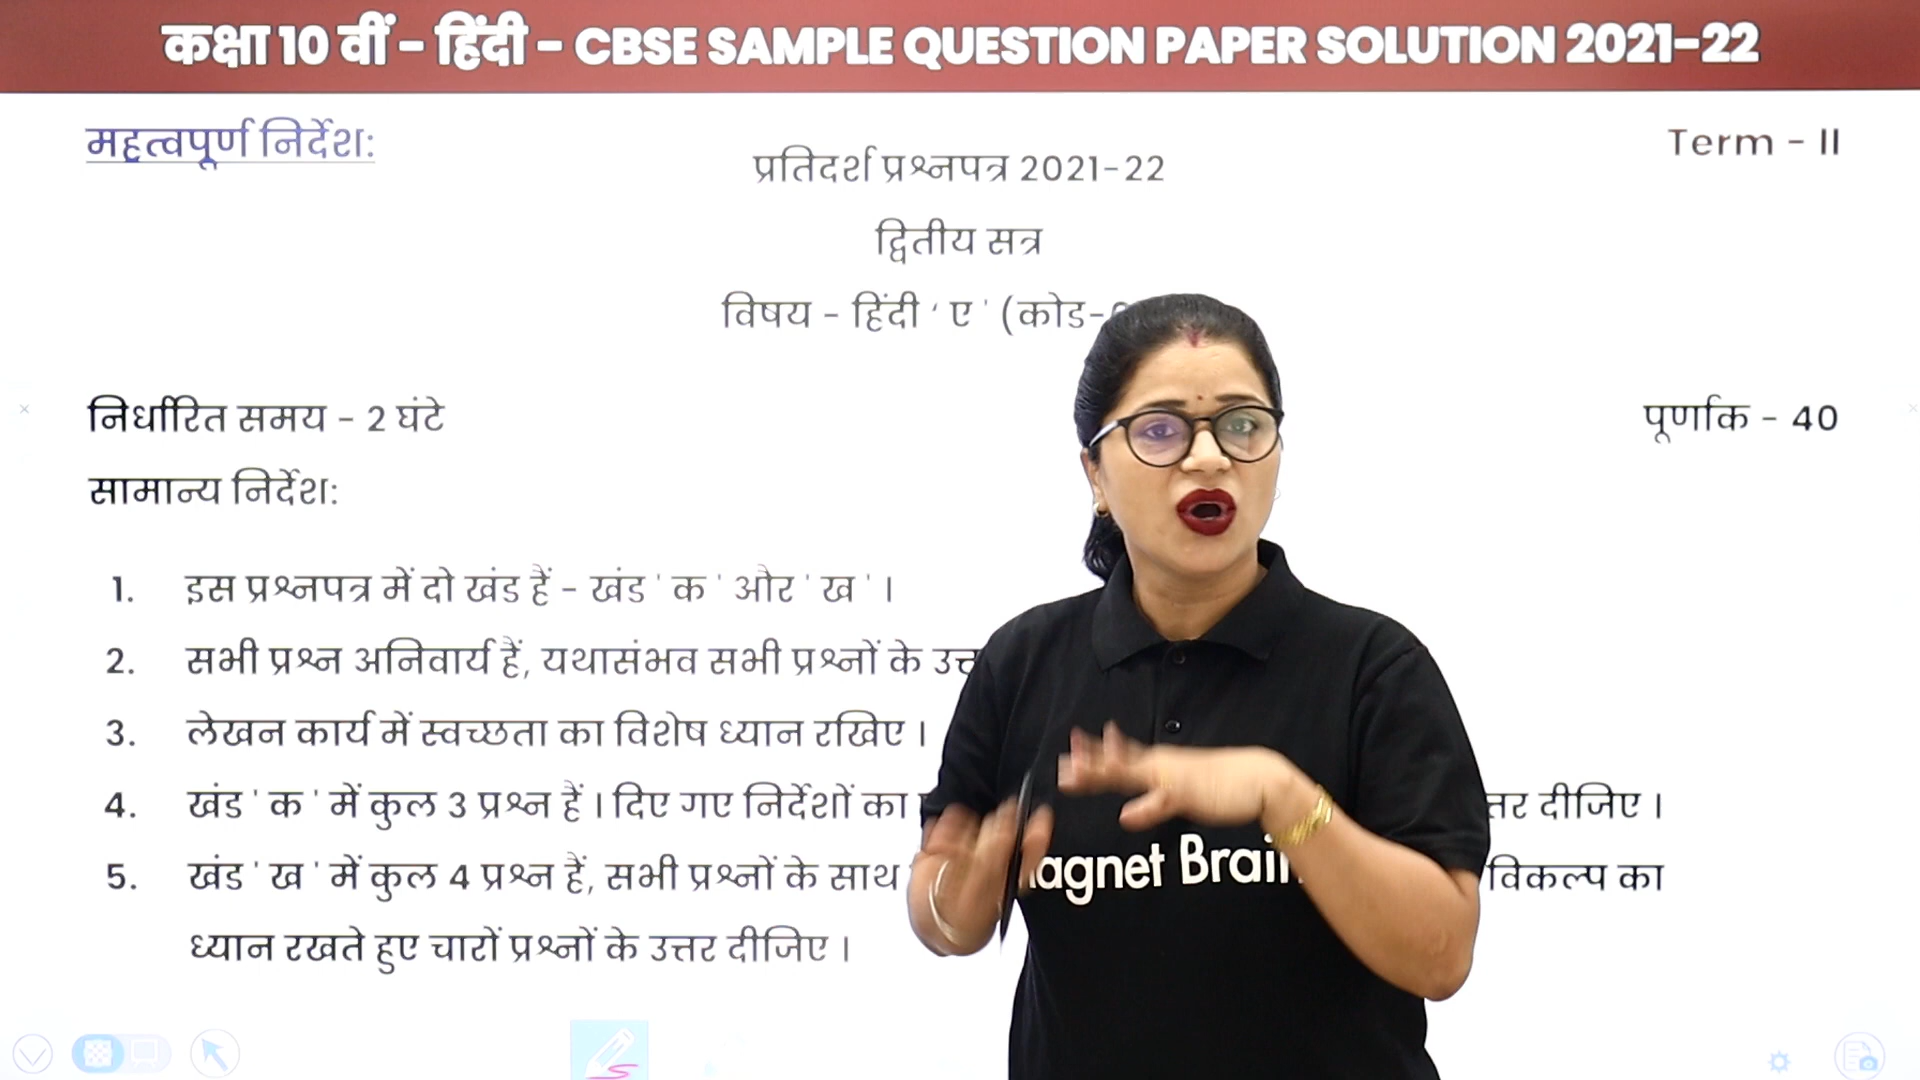 कक्षा 10 वीं - हिंदी - CBSE SAMPLE QUESTION PAPER SOLUTION 2021-22
महत्वपूर्ण निर्देश:
Term - II
प्रतिदर्श प्रश्नपत्र 2021-22
द्वितीय सत्र
विषय - हिंदी ‘ ए ' (कोड-
निर्धारित समय - 2 घंटे
पूर्णांक - 40
सामान्य निर्देश:
1. इस प्रश्नपत्र में दो खंड हैं - खंड ' क ' और ' ख ' ।
2. सभी प्रश्न अनिवार्य हैं, यथासंभव सभी प्रश्नों के
3. लेखन कार्य में स्वच्छता का विशेष ध्यान रखिए ।
4. खंड ' क ' में कुल 3 प्रश्न हैं । दिए गए निर्देशों का दीजिए ।
5. खंड ' ख ' में कुल 4 प्रश्न हैं, सभी प्रश्नों के साथ विकल्प का
ध्यान रखते हुए चारों प्रश्नों के उत्तर दीजिए ।
agnet Brain